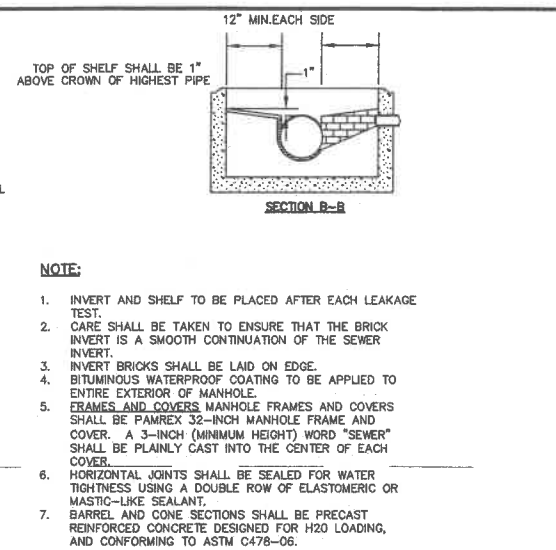 12" MIN.EACH SIDE
TOP OF SHELF SHALL BE 1"
ABOVE CROWN OF HIGHEST PIPE
1"
L
SECTION B-B
NOTE:
1. INVERT AND SHELF TO BE PLACED AFTER EACH LEAKAGE
TEST.
2. CARE SHALL BE TAKEN TO ENSURE THAT THE BRICK
INVERT IS A SMOOTH CONTINUATION OF THE SEWER
INVERT.
3. INVERT BRICKS SHALL BE LAID ON EDGE.
4. BITUMINOUS WATERPROOF COATING TO BE APPLIED TO
ENTIRE EXTERIOR OF MANHOLE.
5. FRAMES AND COVERS MANHOLE FRAMES AND COVERS
SHALL BE PAMREX 32-INCH MANHOLE FRAME AND
COVER. A 3-INCH (MINIMUM HEIGHT) WORD "SEWER"
SHALL BE PLAINLY CAST INTO THE CENTER OF EACH
COVER.
6. HORIZONTAL JOINTS SHALL BE SEALED FOR WATER
TIGHTNESS USING A DOUBLE ROW OF ELASTOMERIC OR
MASTIC-LIKE SEALANT.
7. BARREL AND CONE SECTIONS SHALL BE PRECAST
REINFORCED CONCRETE DESIGNED FOR H20 LOADING,
AND CONFORMING TO ASTM C478-06.